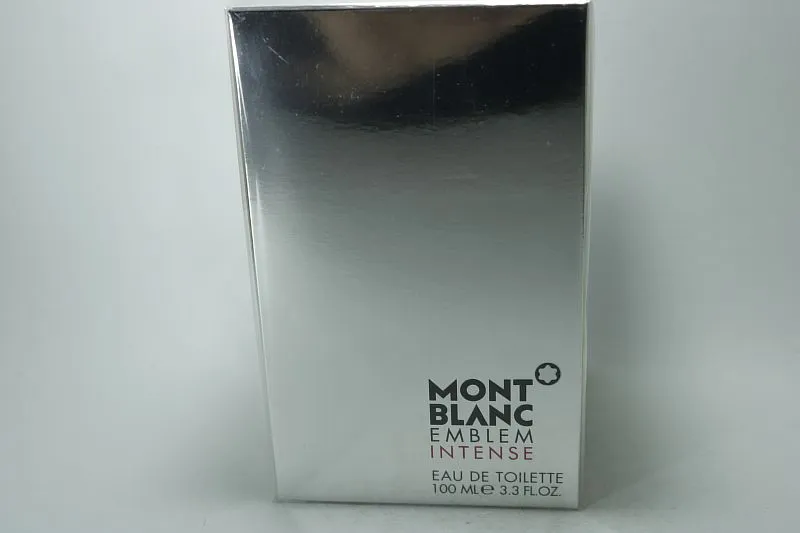 MONT
BLANC
EMBLEM
INTENSE
EAU DE TOILETTE
100 ML℮ 3.3 FL.OZ.